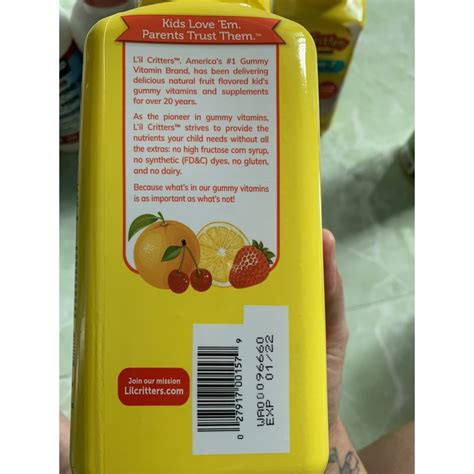 Kids Love 'Em.
Parents Trust Them.™
L'il Critters™. America's #1 Gummy
Vitamin Brand, has been delivering
delicious natural fruit flavored kid's
gummy vitamins and supplements
for over 20 years.
As the pioneer in gummy vitamins,
L'il Critters™ strives to provide the
nutrients your child needs without all
the extras: no high fructose corn syrup,
no synthetic (FD&C) dyes, no gluten,
and no dairy.
Because what's in our gummy vitamins
is as important as what's not!
Join our mission
Lilcritters.com
0 27917 00157 9
WA00096660
EXP 01/22